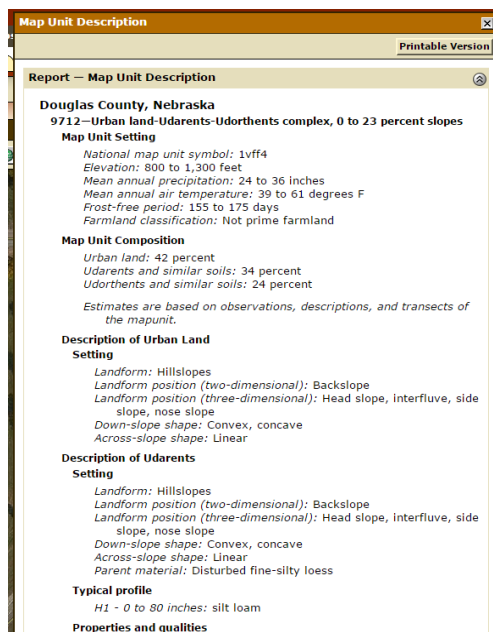 Map Unit Description
Printable Version
Report — Map Unit Description
Douglas County, Nebraska
9712—Urban land-Udarents-Udorthents complex, 0 to 23 percent slopes
Map Unit Setting
National map unit symbol: 1vff4
Elevation: 800 to 1,300 feet
Mean annual precipitation: 24 to 36 inches
Mean annual air temperature: 39 to 61 degrees F
Frost-free period: 155 to 175 days
Farmland classification: Not prime farmland
Map Unit Composition
Urban land: 42 percent
Udarents and similar soils: 34 percent
Udorthents and similar soils: 24 percent
Estimates are based on observations, descriptions, and transects of
the mapunit.
Description of Urban Land
Setting
Landform: Hillslopes
Landform position (two-dimensional): Backslope
Landform position (three-dimensional): Head slope, interfluve, side
slope, nose slope
Down-slope shape: Convex, concave
Across-slope shape: Linear
Description of Udarents
Setting
Landform: Hillslopes
Landform position (two-dimensional): Backslope
Landform position (three-dimensional): Head slope, interfluve, side
slope, nose slope
Down-slope shape: Convex, concave
Across-slope shape: Linear
Parent material: Disturbed fine-silty loess
Typical profile
H1 - 0 to 80 inches: silt loam
Properties and qualities